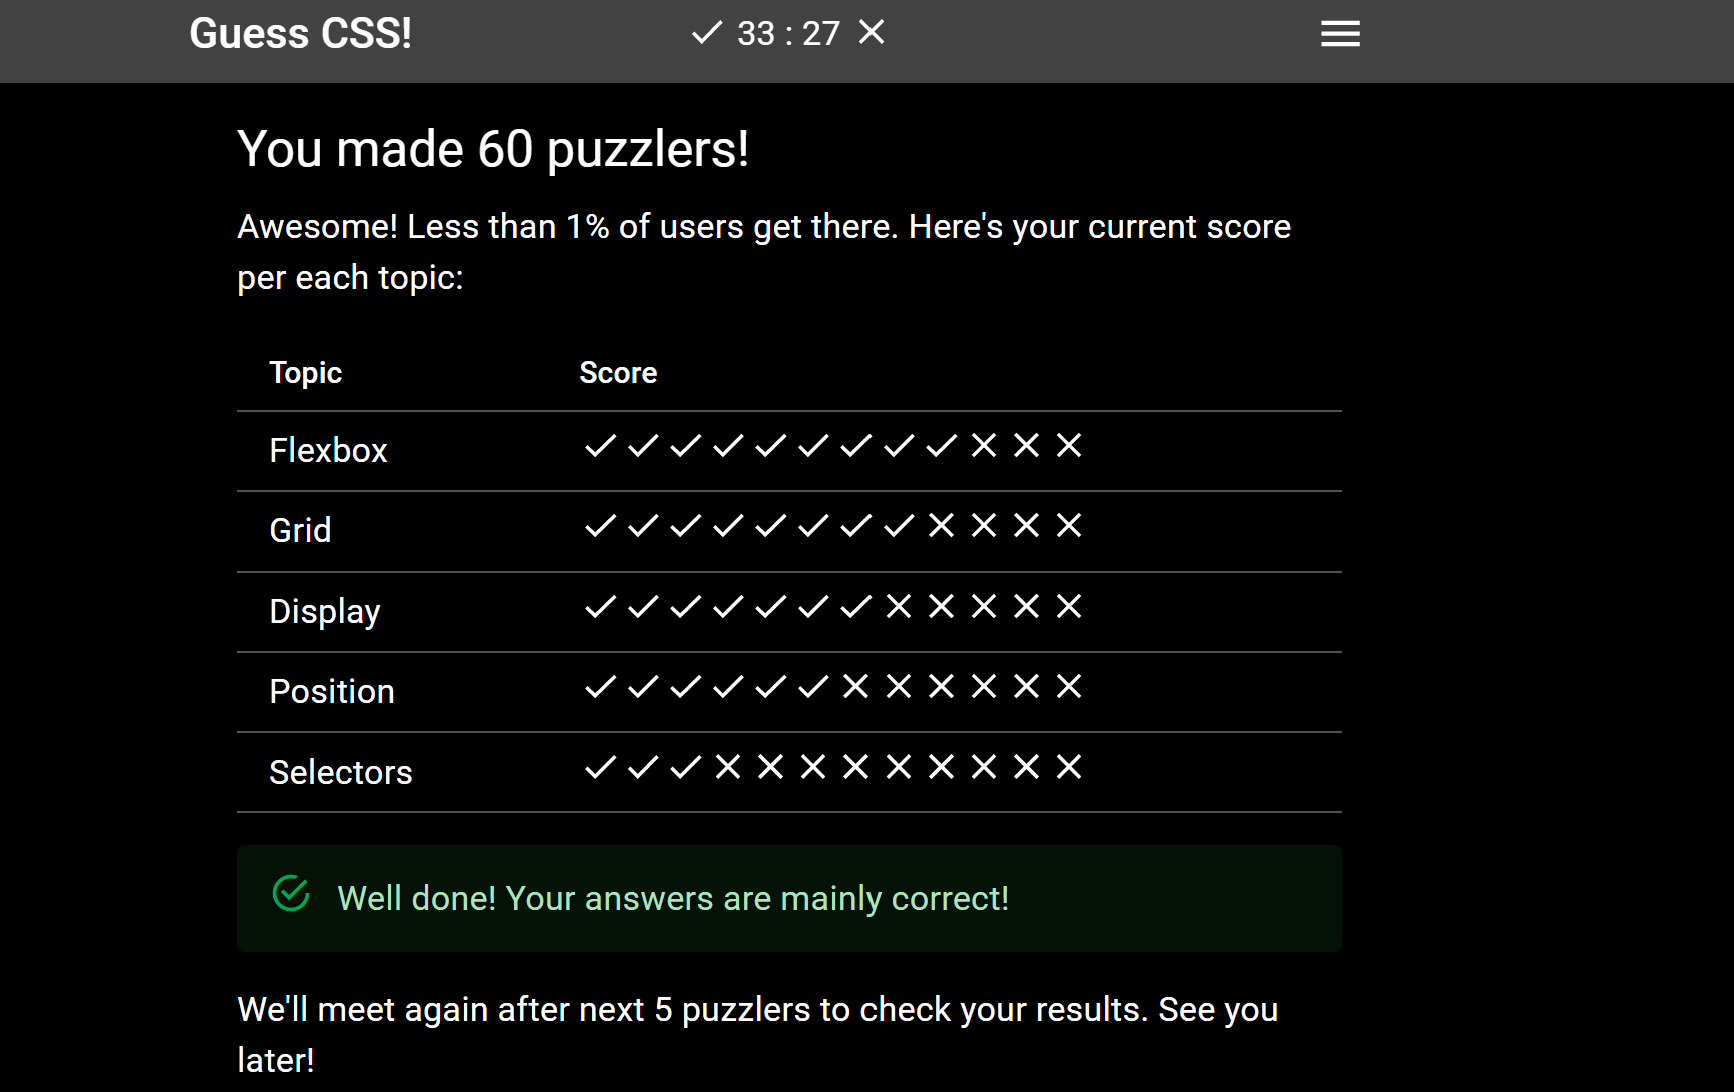 Guess CSS!
33 : 27
You made 60 puzzlers!
Awesome! Less than 1% of users get there. Here's your current score
per each topic:
Topic Score
Flexbox
Grid
Display
Position
Selectors
Well done! Your answers are mainly correct!
We'll meet again after next 5 puzzlers to check your results. See you
later!